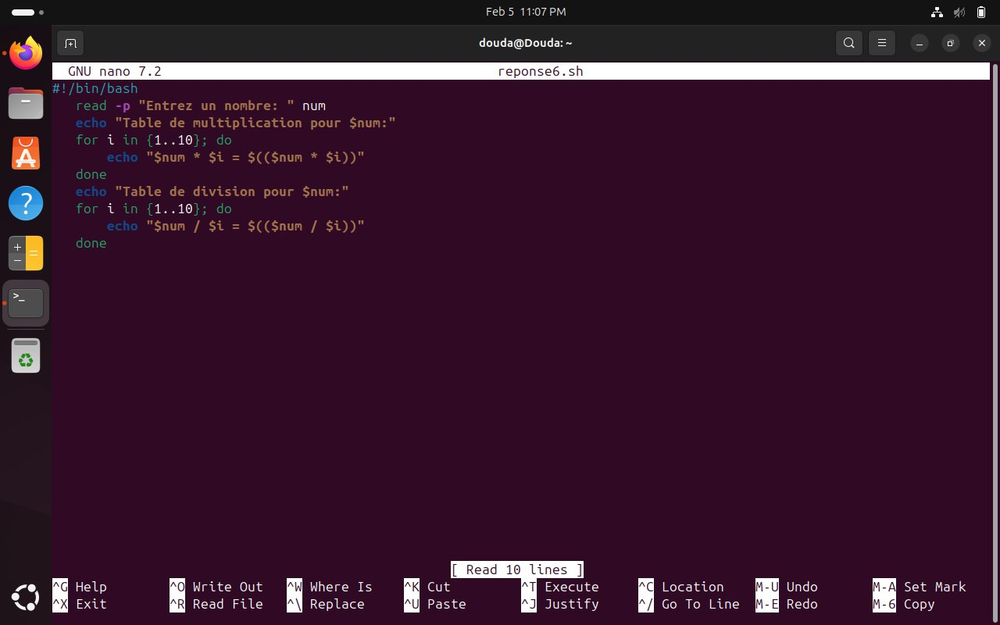 Feb 5 11:07 PM
douda@Douda: ~
GNU nano 7.2 reponse6.sh
#!/bin/bash
   read -p "Entrez un nombre: " num
   echo "Table de multiplication pour $num:"
   for i in {1..10}; do
       echo "$num * $i = $(($num * $i))"
   done
   echo "Table de division pour $num:"
   for i in {1..10}; do
       echo "$num / $i = $(($num / $i))"
   done
[ Read 10 lines ]
^G Help ^O Write Out ^W Where Is ^K Cut ^T Execute ^C Location M-U Undo M-A Set Mark
^X Exit ^R Read File ^\ Replace ^U Paste ^J Justify ^/ Go To Line M-E Redo M-6 Copy